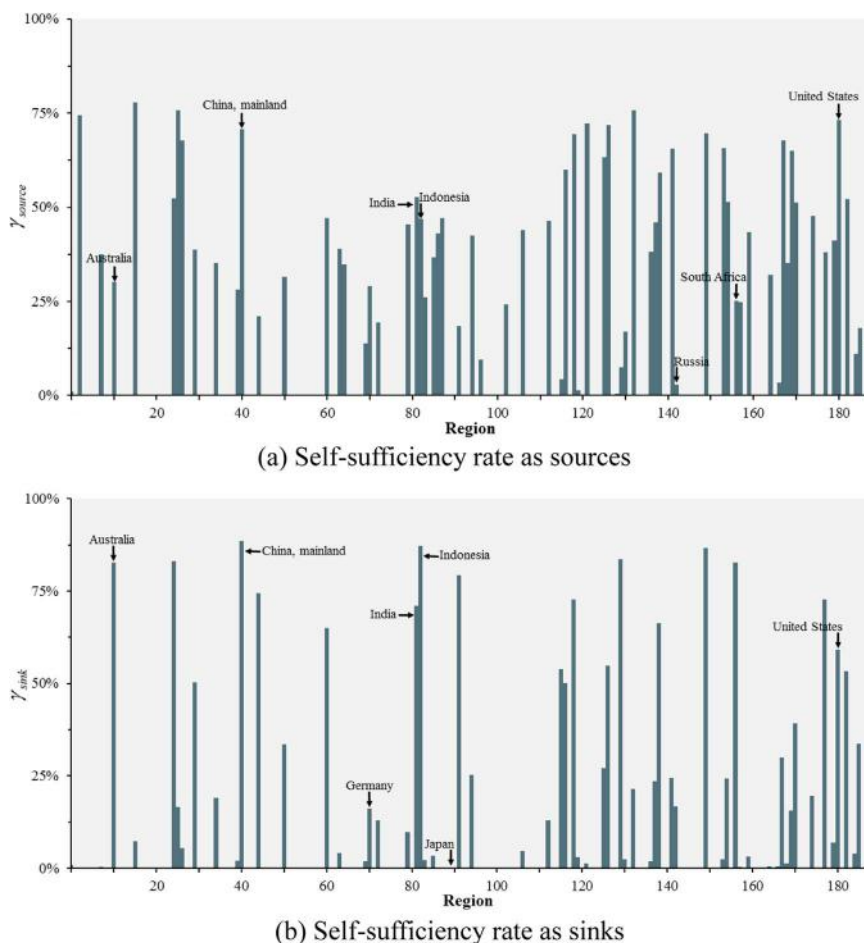 100%
China, mainland
United States
75%
India
Indonesia
50%
γ source
Australia
South Africa
25%
Russia
0%
20 40 60 80 100 120 140 160 180
Region
(a) Self-sufficiency rate as sources
100%
Australia
China, mainland
Indonesia
75%
India
United States
50%
γ sink
Germany
25%
Japan
0%
20 40 60 80 100 120 140 160 180
Region
(b) Self-sufficiency rate as sinks